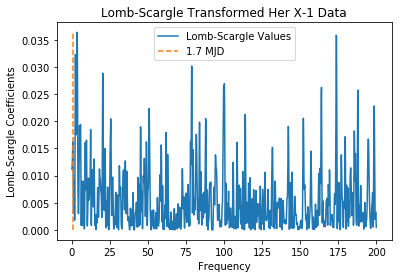 Lomb-Scargle Transformed Her X-1 Data
Lomb-Scargle Values
1.7 MJD
0.035
0.030
0.025
0.020
0.015
0.010
0.005
0.000
Lomb-Scargle Coefficients
0 25 50 75 100 125 150 175 200
Frequency